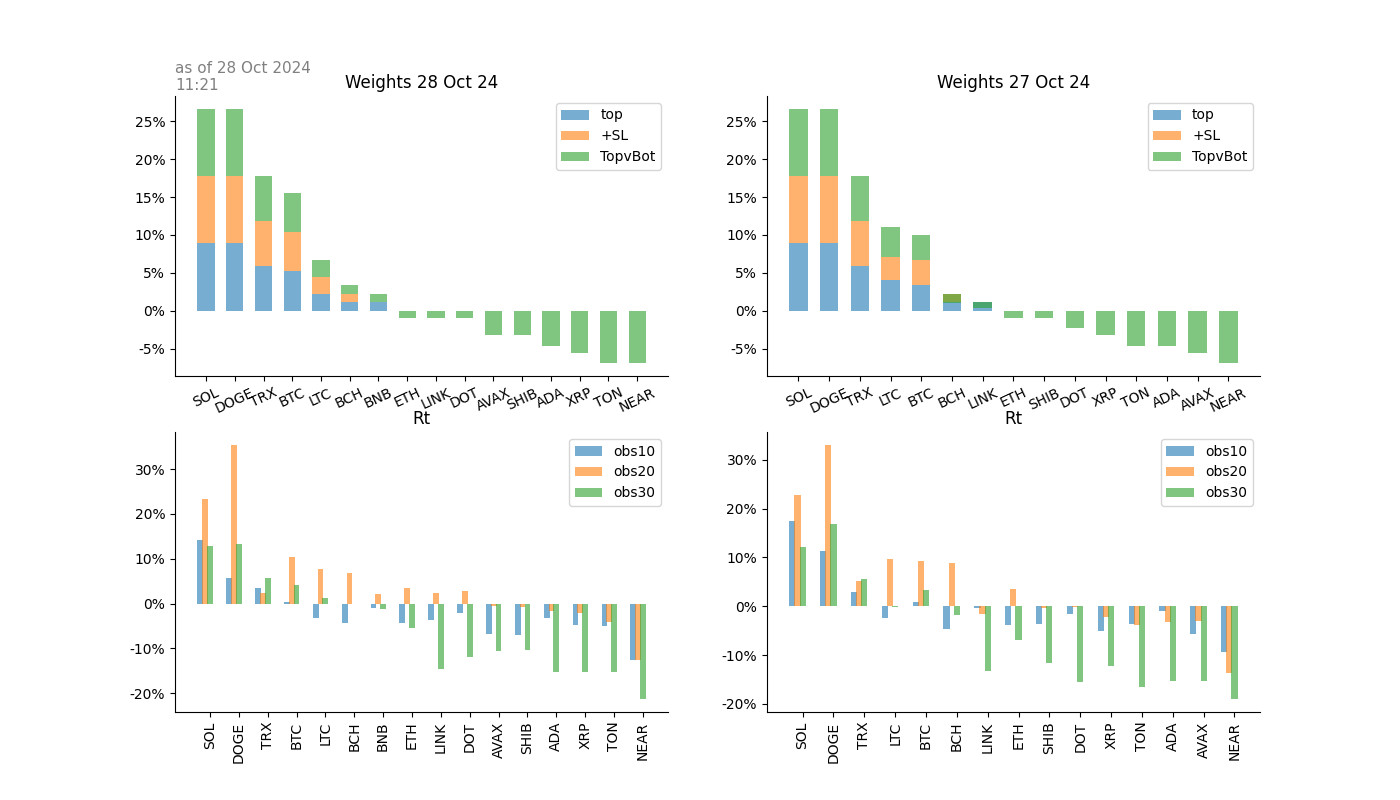 as of 28 Oct 2024
11:21
Weights 28 Oct 24
25%
20%
15%
10%
5%
0%
-5%
top
+SL
TopvBot
SOL DOGE TRX BTC LTC BCH BNB ETH LINK DOT AVAX SHIB ADA XRP TON NEAR
Weights 27 Oct 24
25%
20%
15%
10%
5%
0%
-5%
top
+SL
TopvBot
SOL DOGE TRX LTC BTC BCH LINK ETH SHIB DOT XRP TON ADA AVAX NEAR
Rt
30%
20%
10%
0%
-10%
-20%
obs10
obs20
obs30
SOL DOGE TRX BTC LTC BCH BNB ETH LINK DOT AVAX SHIB ADA XRP TON NEAR
Rt
30%
20%
10%
0%
-10%
-20%
obs10
obs20
obs30
SOL DOGE TRX LTC BTC BCH LINK ETH SHIB DOT XRP TON ADA AVAX NEAR